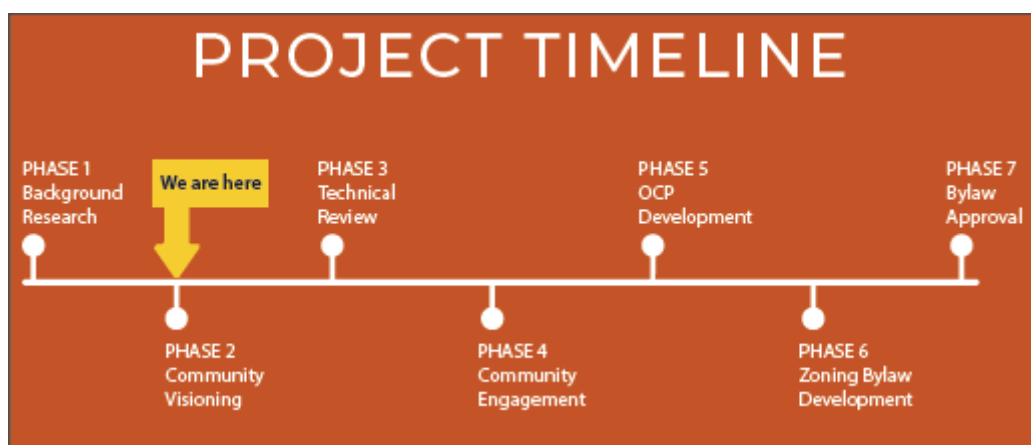 PROJECT TIMELINE
PHASE 1
Background
Research
We are here
PHASE 3
Technical
Review
PHASE 5
OCP
Development
PHASE 7
Bylaw
Approval
PHASE 2
Community
Visioning
PHASE 4
Community
Engagement
PHASE 6
Zoning Bylaw
Development